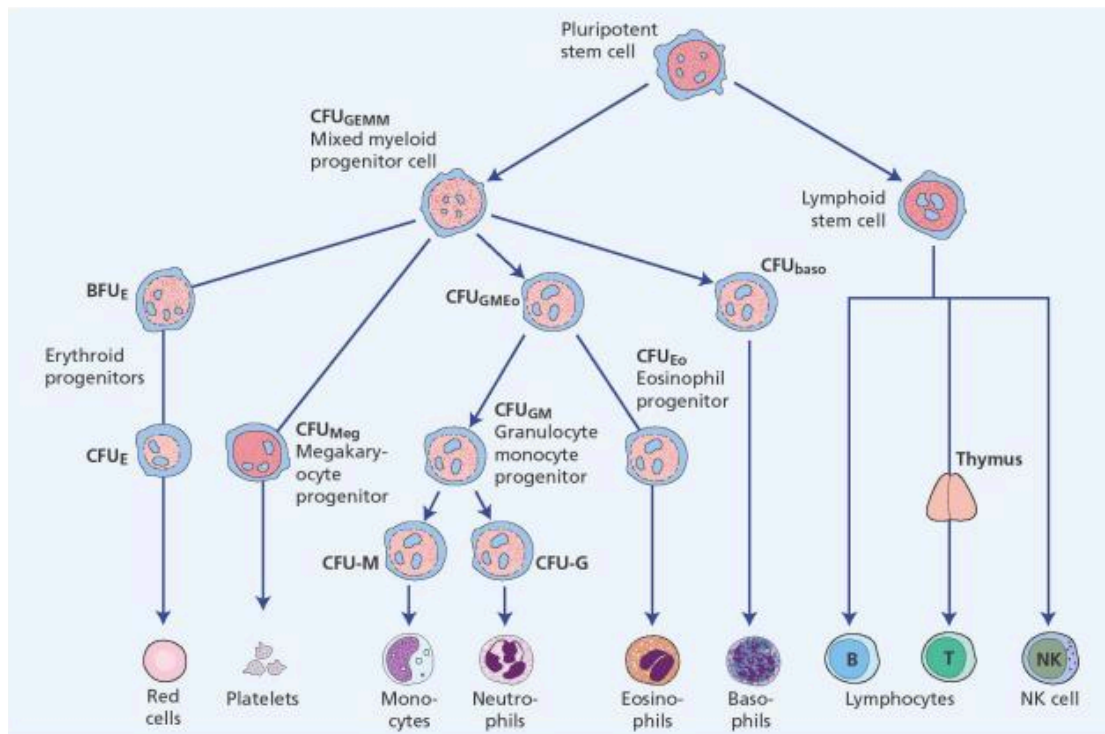 Pluripotent
stem cell
CFUGEMM
Mixed myeloid
progenitor cell
Lymphoid
stem cell
BFUE
CFUGMEo
CFUbaso
Erythroid
progenitors
CFUEo
Eosinophil
progenitor
CFUE
CFUMeg
Megakary-
ocyte
progenitor
CFUGM
Granulocyte
monocyte
progenitor
Thymus
CFU-M
CFU-G
B
T
NK
Red
cells
Platelets
Mono-
cytes
Neutro-
phils
Eosino-
phils
Baso-
phils
Lymphocytes
NK cell